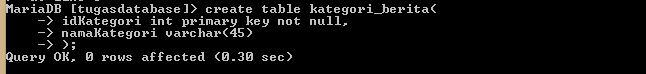 MariaDB [tugasdatabase]> create table kategori_berita(
    -> idKategori int primary key not null,
    -> namaKategori varchar(45)
    -> );
Query OK, 0 rows affected (0.30 sec)